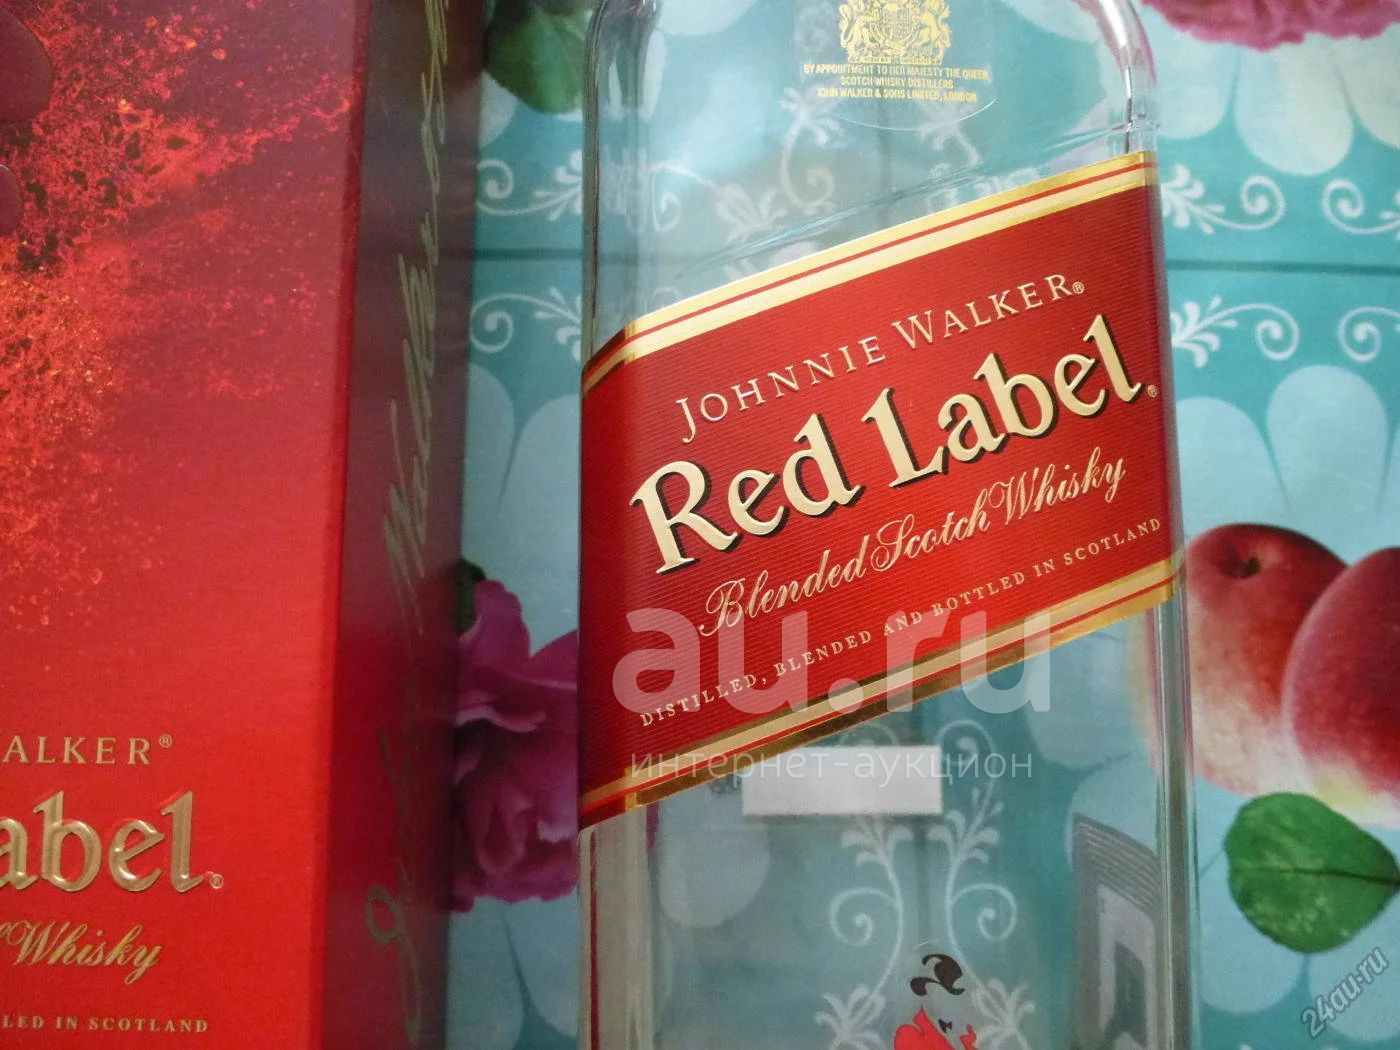 BY APPOINTMENT TO HER MAJESTY THE QUEEN
SCOTCH WHISKY DISTILLERS
JOHN WALKER & SONS LIMITED, LONDON
JOHNNIE WALKER®
Red Label®
Blended Scotch Whisky
DISTILLED, BLENDED AND BOTTLED IN SCOTLAND
ALKER®
abel®
Whisky
LED IN SCOTLAND
au.ru
интернет-аукцион
24au.ru